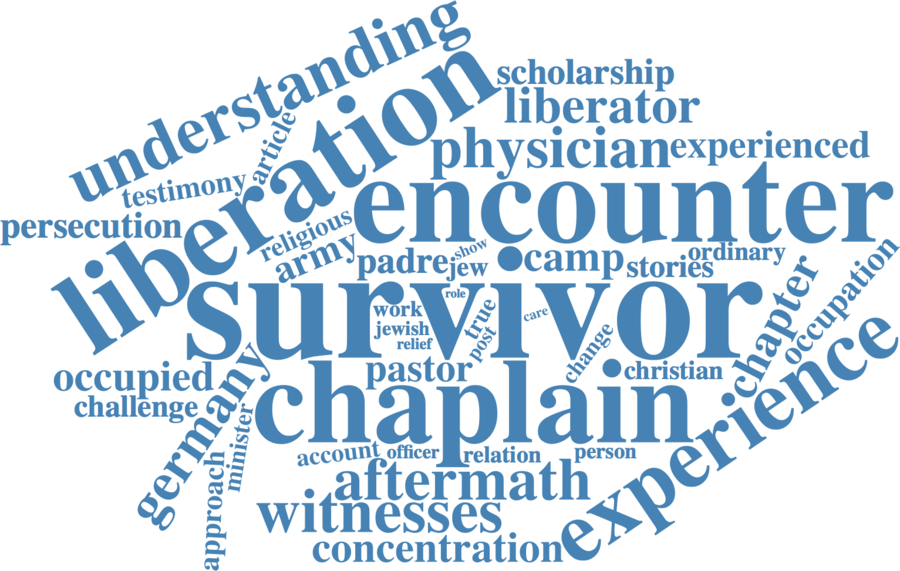 understanding
scholarship
liberation
liberator
article
physician
experienced
testimony
encounter
persecution
religious
army
show
ordinary
padre
jew
camp
stories
occupation
survivor
role
work
true
care
chapter
jewish
post
relief
change
experience
occupied
pastor
christian
challenge
germany
chaplain
minister
account
officer
relation
person
approach
aftermath
witnesses
concentration